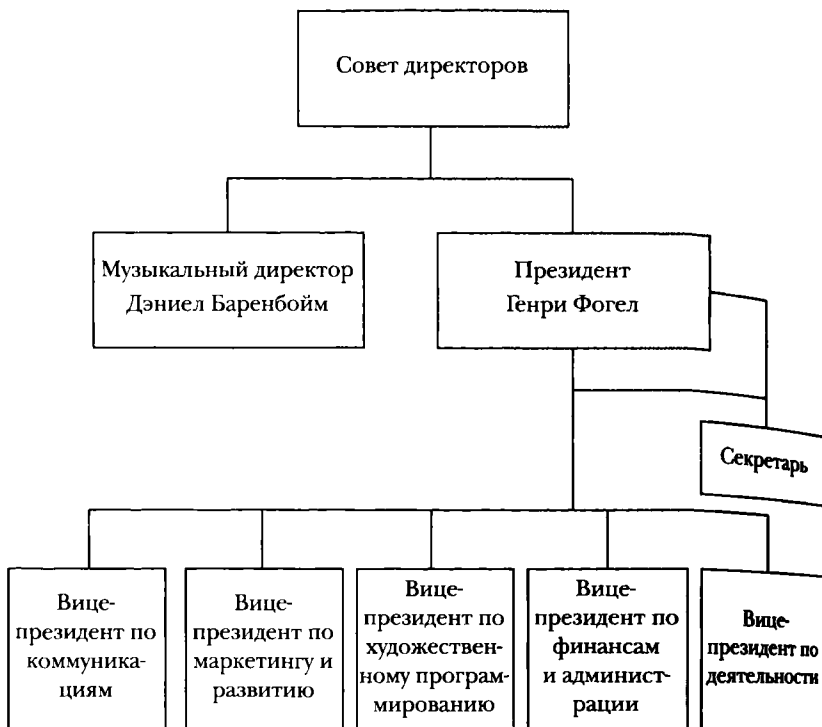 Совет директоров
Музыкальный директор
Дэниел Баренбойм
Президент
Генри Фогел
Секретарь
Вице-
президент по
коммуника-
циям
Вице-
президент по
маркетингу и
развитию
Вице-
президент по
художествен-
ному програм-
мированию
Вице-
президент по
финансам
и админист-
рации
Вице-
президент по
деятельности